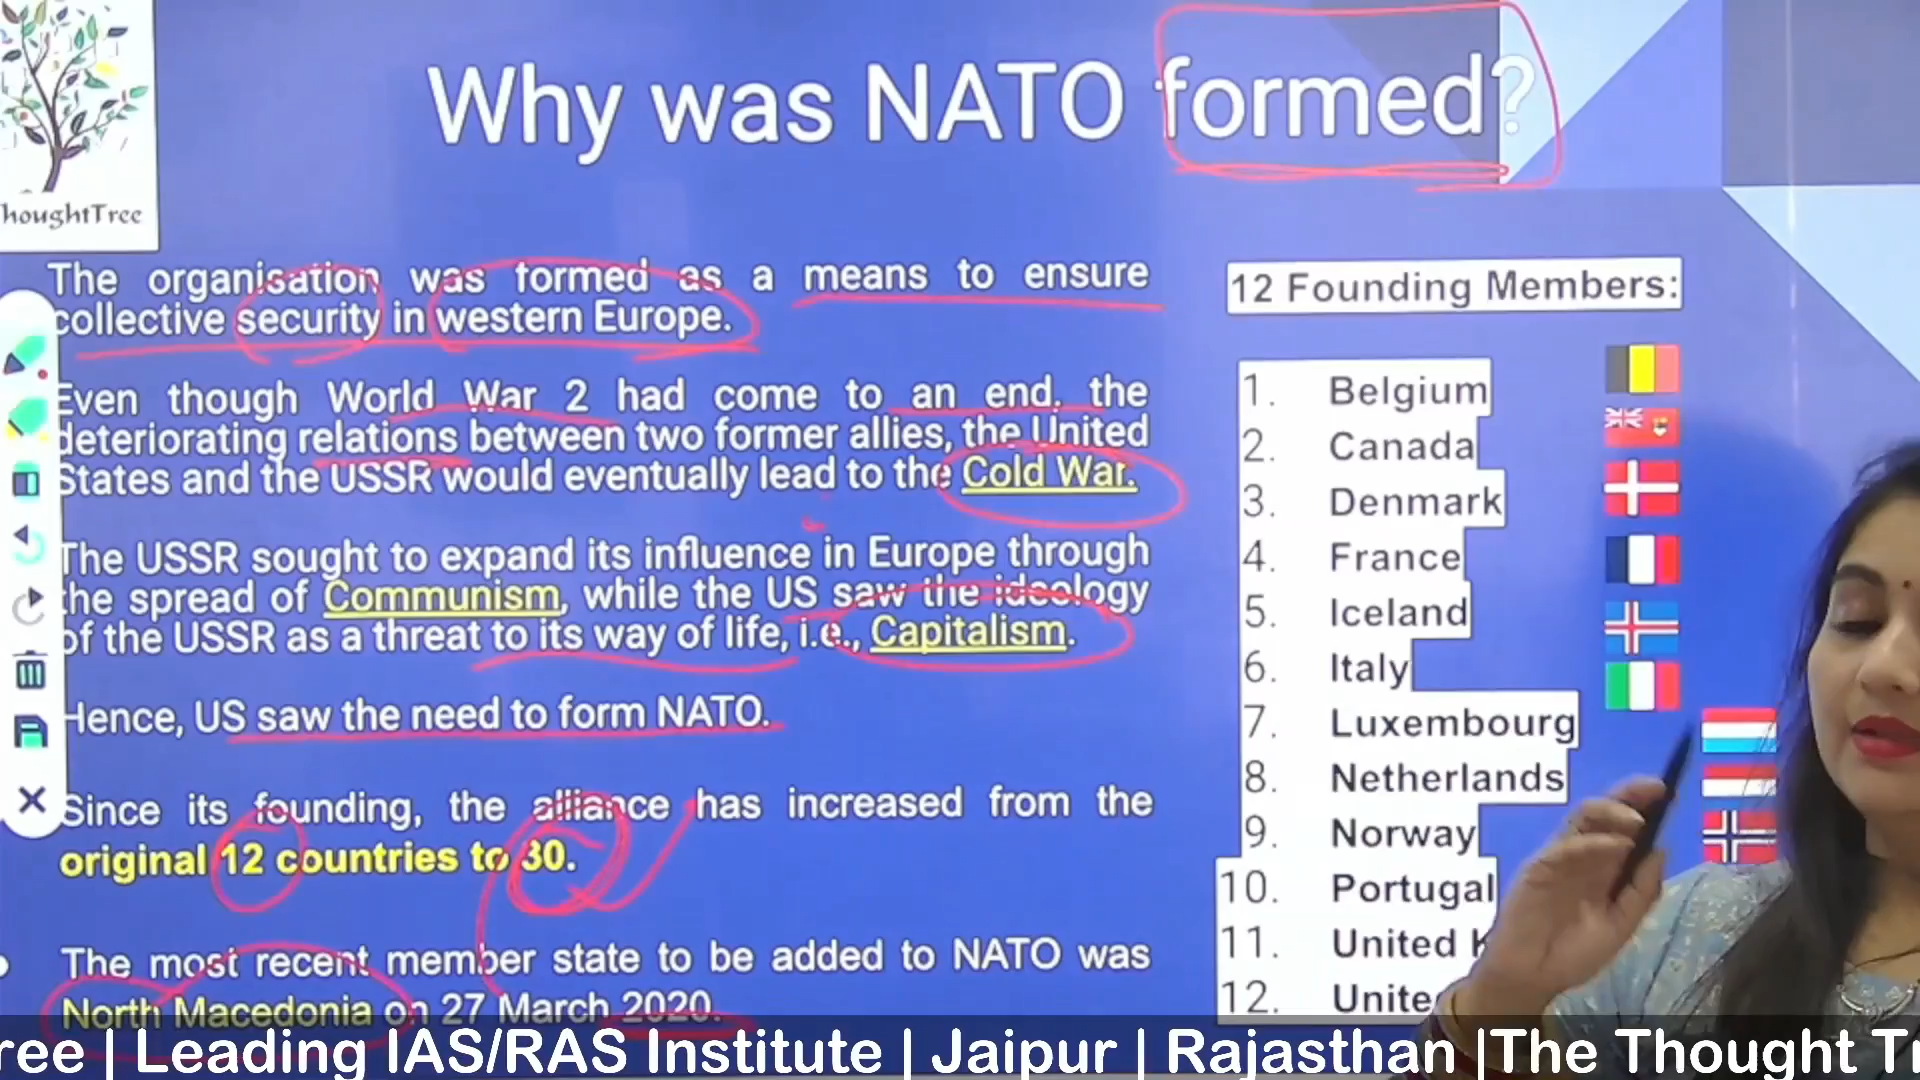 Why was NATO formed?
houghtTree
The organisation was formed as a means to ensure
collective security in western Europe.
Even though World War 2 had come to an end, the
deteriorating relations between two former allies, the United
States and the USSR would eventually lead to the Cold War.
The USSR sought to expand its influence in Europe through
the spread of Communism, while the US saw the ideology
of the USSR as a threat to its way of life, i.e., Capitalism.
Hence, US saw the need to form NATO.
Since its founding, the alliance has increased from the
original 12 countries to 30.
The most recent member state to be added to NATO was
North Macedonia on 27 March 2020.
12 Founding Members:
1. Belgium
2. Canada
3. Denmark
4. France
5. Iceland
6. Italy
7. Luxembourg
8. Netherlands
9. Norway
10. Portugal
11. United K
12. Unite
ree | Leading IAS/RAS Institute | Jaipur | Rajasthan |The Thought Tr